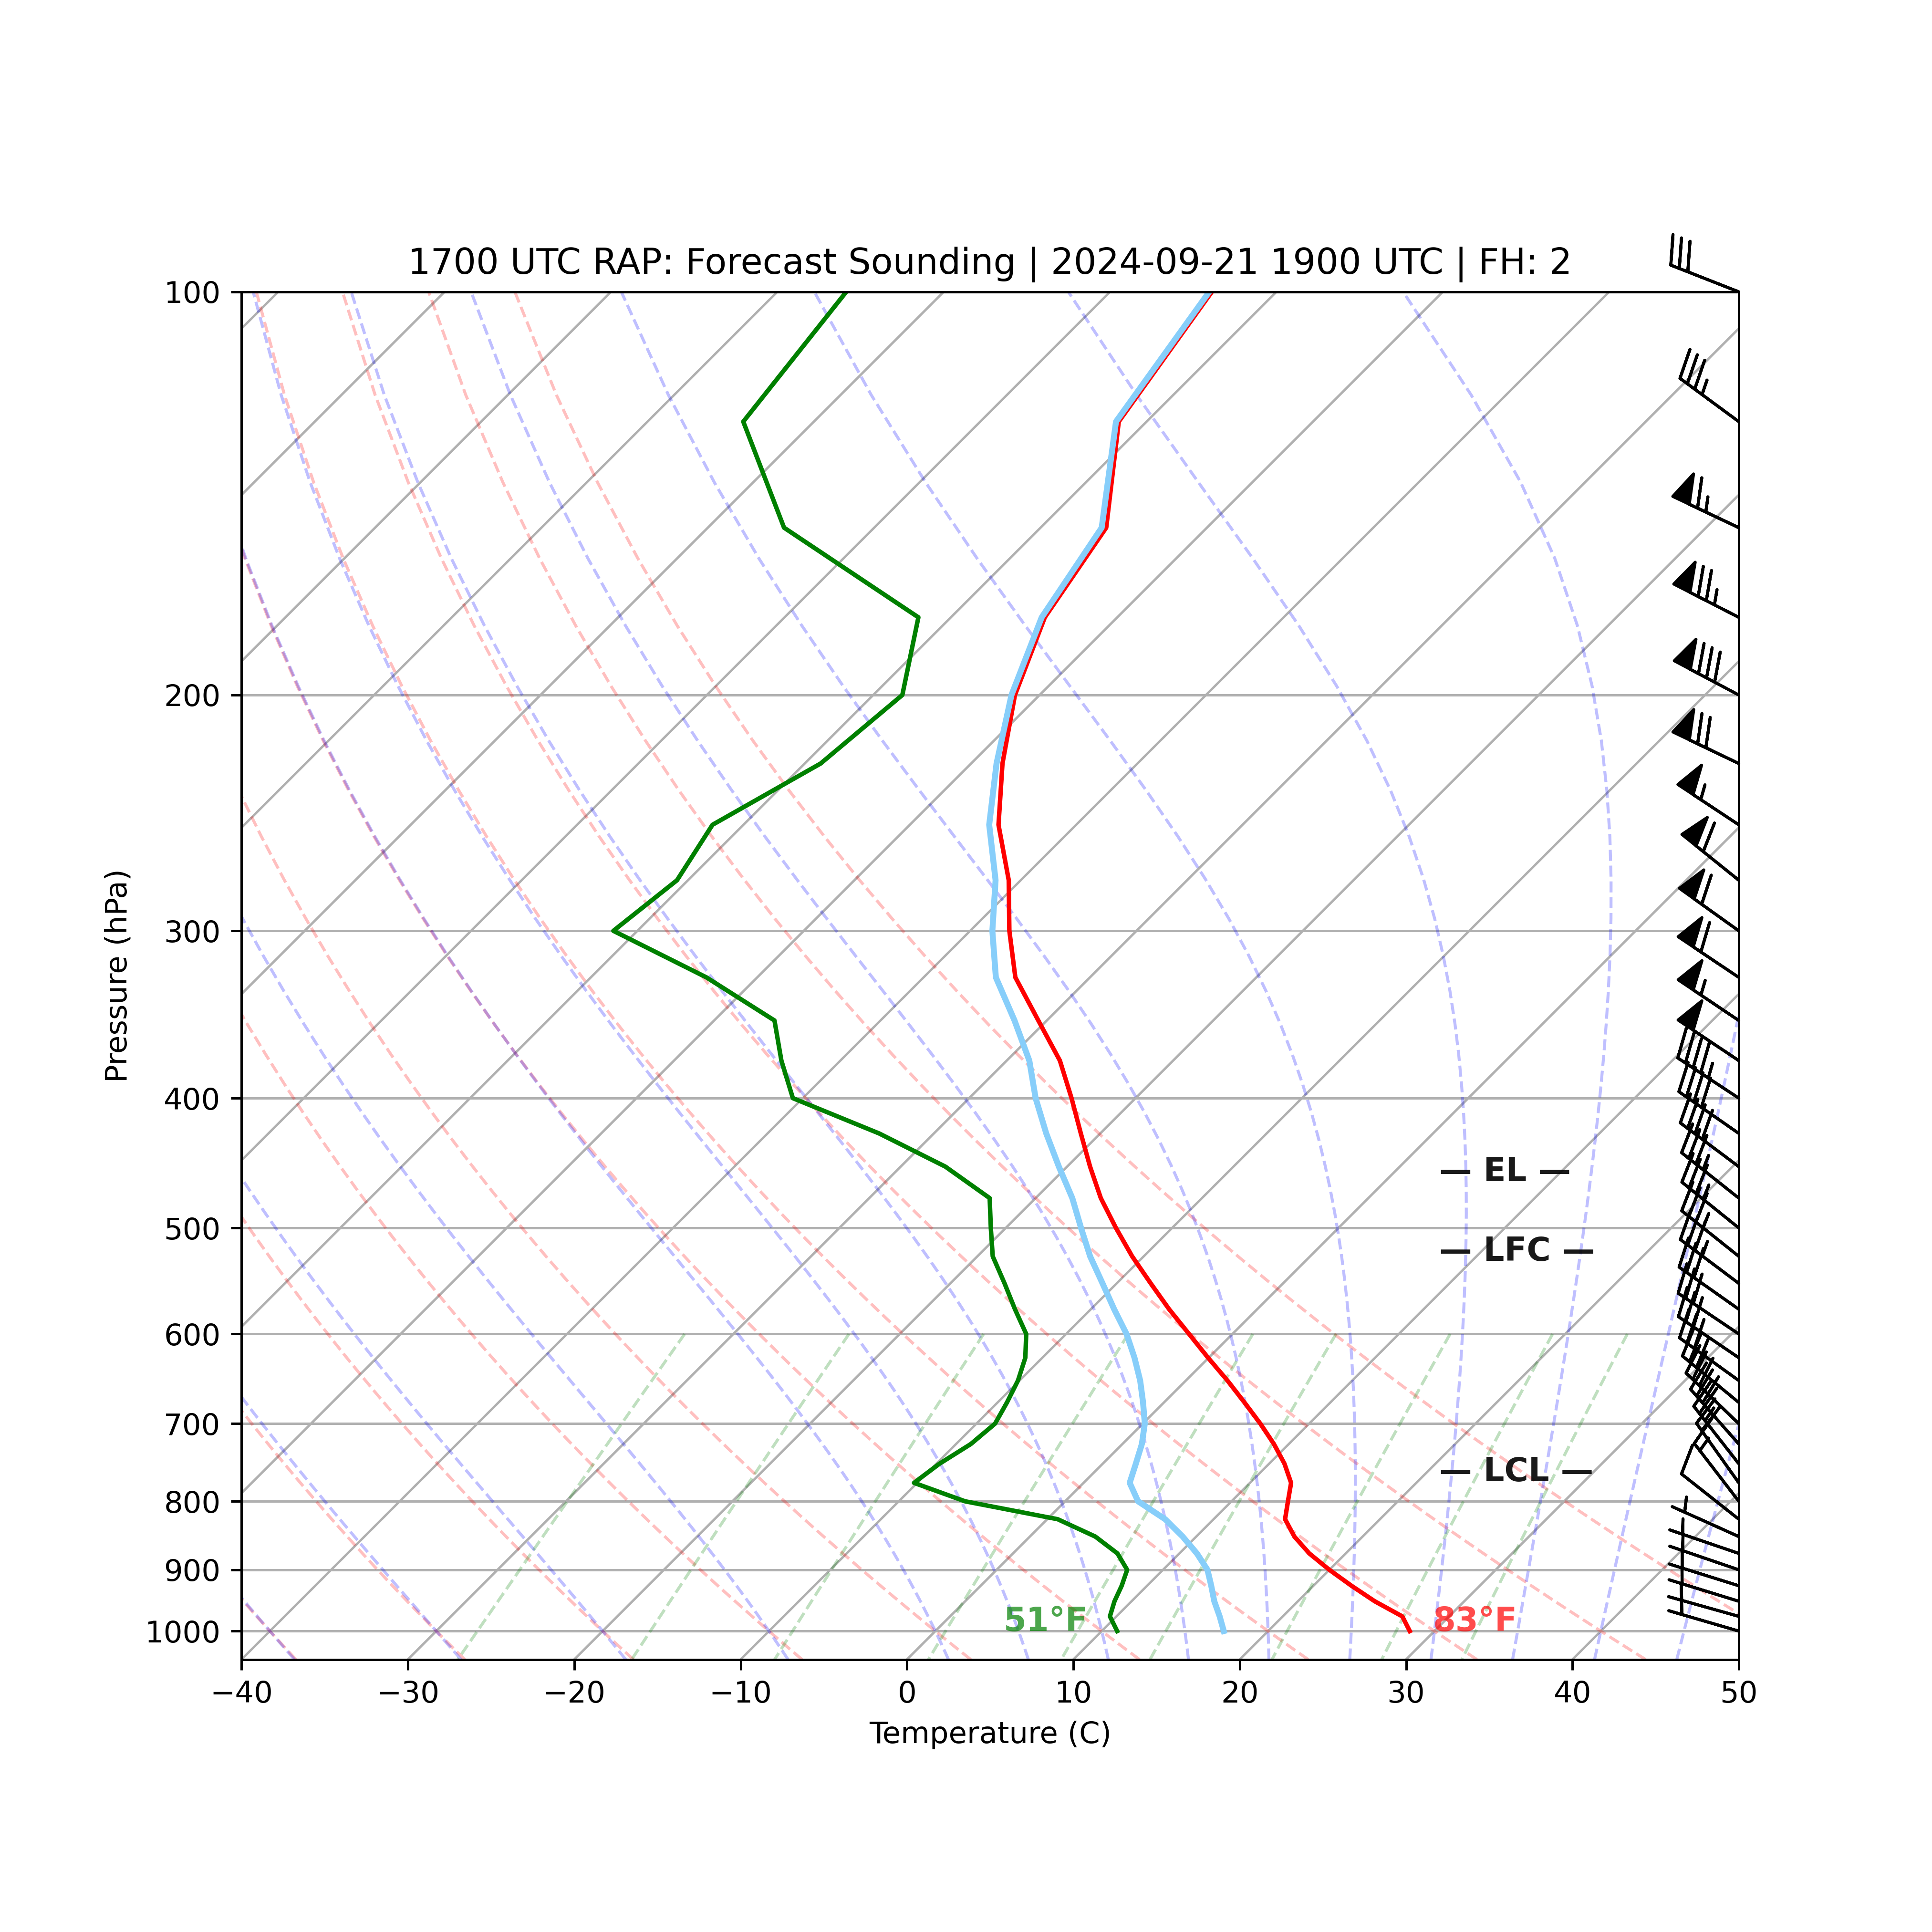 1700 UTC RAP: Forecast Sounding | 2024-09-21 1900 UTC | FH: 2
100
200
300
400
500
600
700
800
900
1000
Pressure (hPa)
— EL —
— LFC —
— LCL —
51°F
83°F
−40 −30 −20 −10 0 10 20 30 40 50
Temperature (C)